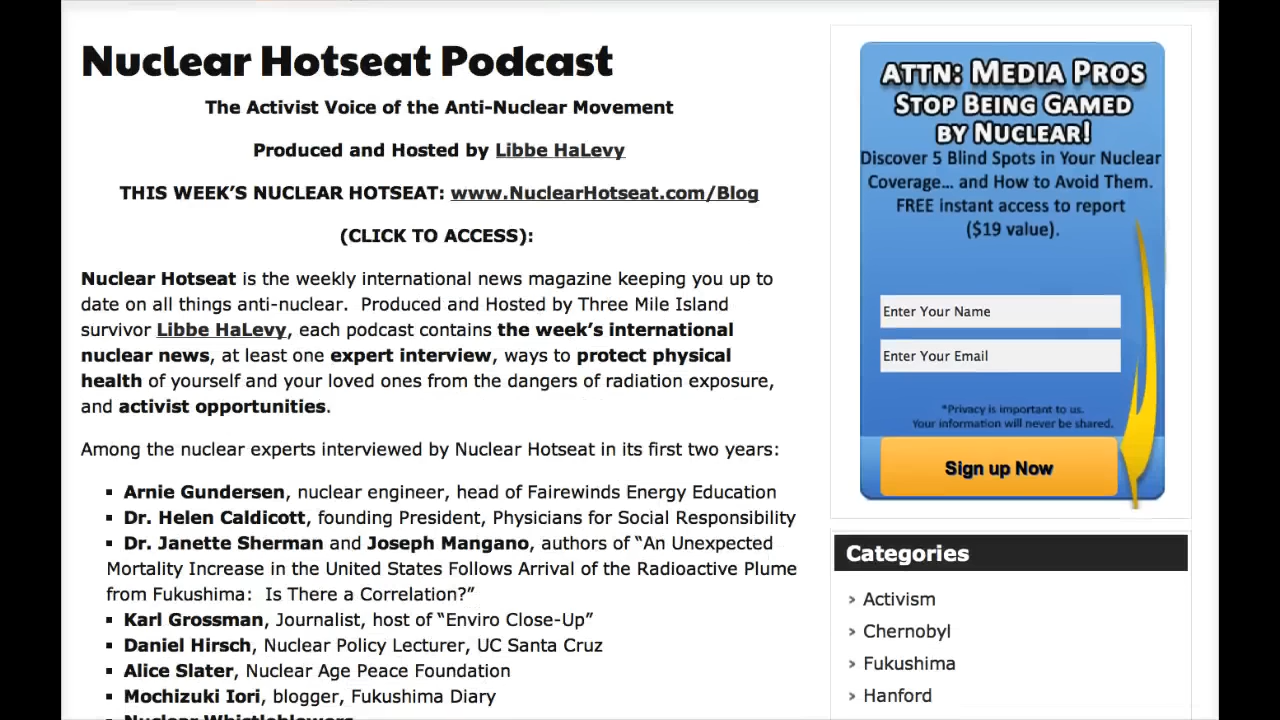 Nuclear Hotseat Podcast
The Activist Voice of the Anti-Nuclear Movement
Produced and Hosted by Libbe HaLevy
THIS WEEK’S NUCLEAR HOTSEAT: www.NuclearHotseat.com/Blog
(CLICK TO ACCESS):
Nuclear Hotseat is the weekly international news magazine keeping you up to
date on all things anti-nuclear.  Produced and Hosted by Three Mile Island
survivor Libbe HaLevy, each podcast contains the week’s international
nuclear news, at least one expert interview, ways to protect physical
health of yourself and your loved ones from the dangers of radiation exposure,
and activist opportunities.
Among the nuclear experts interviewed by Nuclear Hotseat in its first two years:
▪ Arnie Gundersen, nuclear engineer, head of Fairewinds Energy Education
▪ Dr. Helen Caldicott, founding President, Physicians for Social Responsibility
▪ Dr. Janette Sherman and Joseph Mangano, authors of “An Unexpected
Mortality Increase in the United States Follows Arrival of the Radioactive Plume
from Fukushima:  Is There a Correlation?”
▪ Karl Grossman, Journalist, host of “Enviro Close-Up”
▪ Daniel Hirsch, Nuclear Policy Lecturer, UC Santa Cruz
▪ Alice Slater, Nuclear Age Peace Foundation
▪ Mochizuki Iori, blogger, Fukushima Diary
▪ Nuclear Whistleblowers
ATTN: MEDIA PROS
STOP BEING GAMED
BY NUCLEAR!
Discover 5 Blind Spots in Your Nuclear
Coverage... and How to Avoid Them.
FREE instant access to report
($19 value).
Enter Your Name
Enter Your Email
*Privacy is important to us.
Your information will never be shared.
Sign up Now
Categories
› Activism
› Chernobyl
› Fukushima
› Hanford